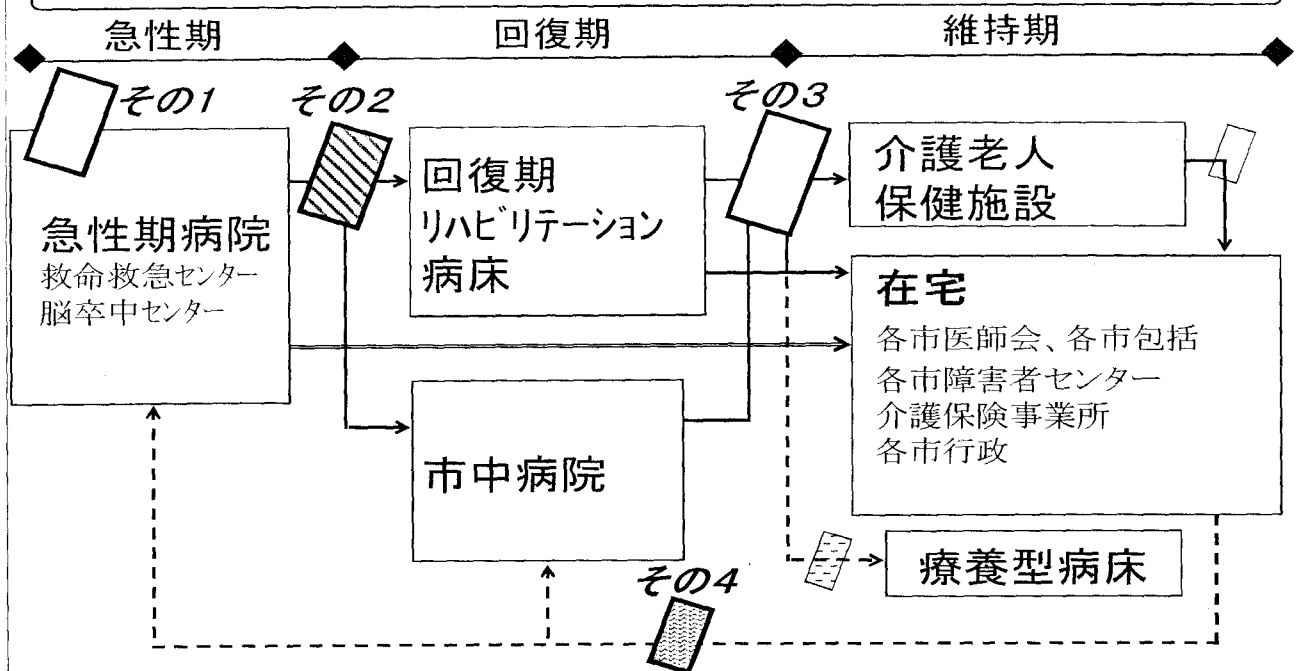 急性期
回復期
維持期
その1
その2
その3
急性期病院
救命救急センター
脳卒中センター
回復期
リハビリテーション
病床
介護老人
保健施設
在宅
各市医師会、各市包括
各市障害者センター
介護保険事業所
各市行政
市中病院
療養型病床
その4